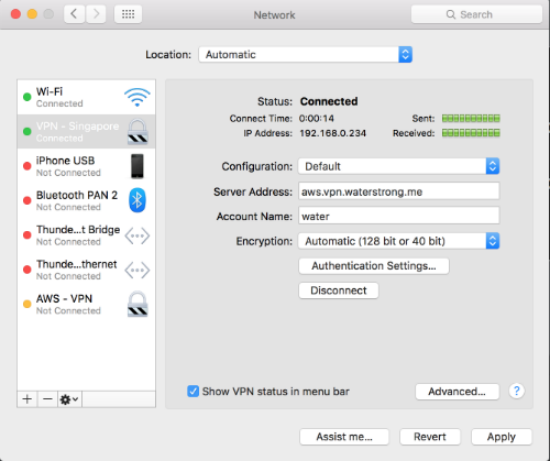 Network
Search
Location: Automatic
Wi-Fi
Connected
VPN - Singapore
Connected
iPhone USB
Not Connected
Bluetooth PAN 2
Not Connected
Thunde...t Bridge
Not Connected
Thunde...thernet
Not Connected
AWS - VPN
Not Connected
Status: Connected
Connect Time: 0:00:14 Sent:
IP Address: 192.168.0.234 Received:
Configuration: Default
Server Address: aws.vpn.waterstrong.me
Account Name: water
Encryption: Automatic (128 bit or 40 bit)
Authentication Settings...
Disconnect
Show VPN status in menu bar
Advanced...
?
Assist me... Revert Apply